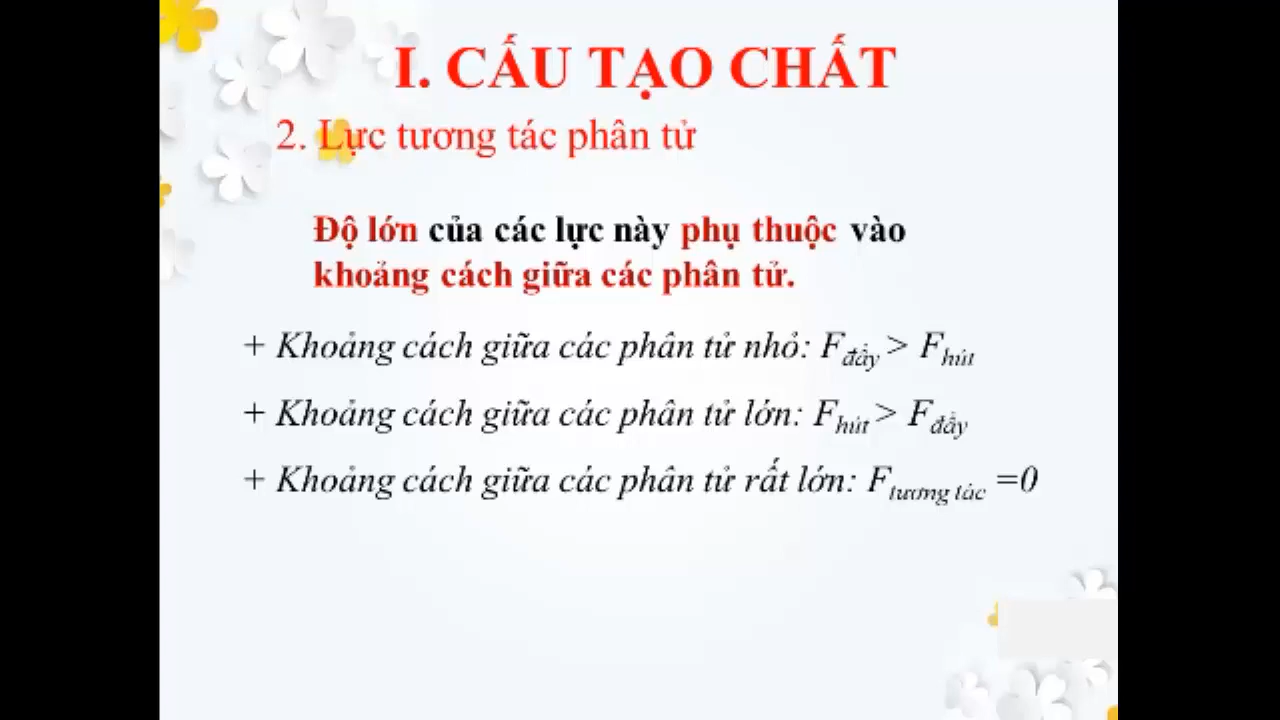 I. CẤU TẠO CHẤT
2. Lực tương tác phân tử
Độ lớn của các lực này phụ thuộc vào
khoảng cách giữa các phân tử.
+ Khoảng cách giữa các phân tử nhỏ: Fđẩy > Fhút
+ Khoảng cách giữa các phân tử lớn: Fhút > Fđẩy
+ Khoảng cách giữa các phân tử rất lớn: Ftương tác =0